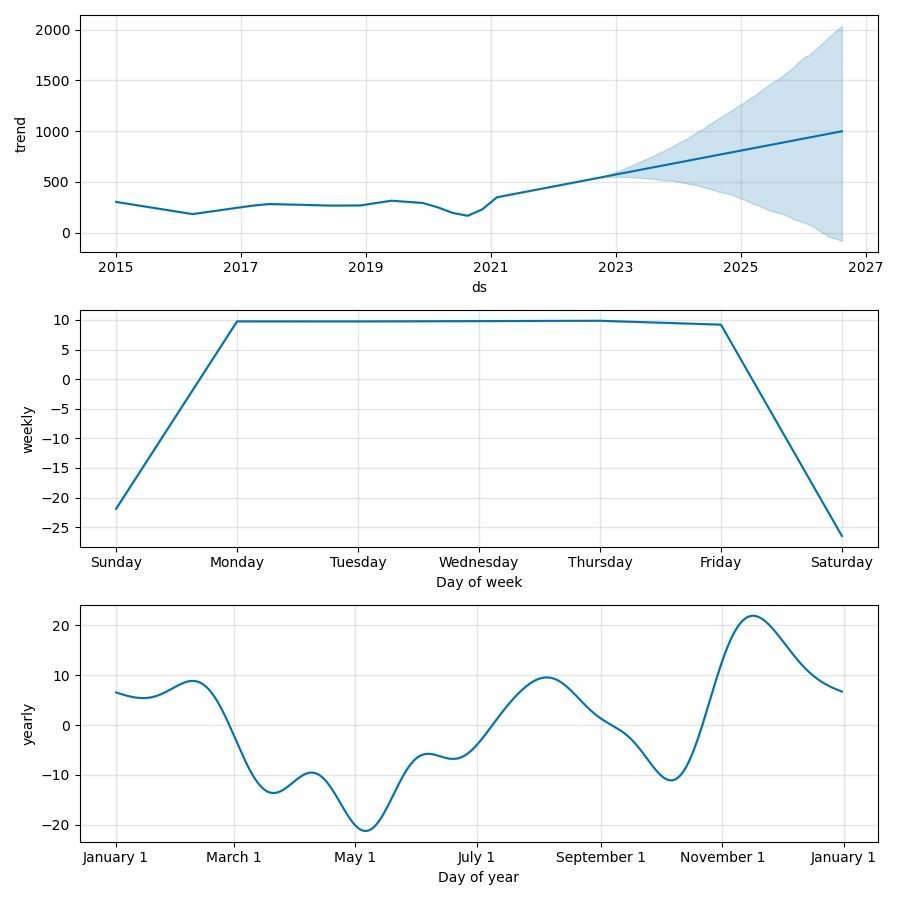 trend
2000
1500
1000
500
0
2015 2017 2019 2021 2023 2025 2027
ds
weekly
10
5
0
−5
−10
−15
−20
−25
Sunday Monday Tuesday Wednesday Thursday Friday Saturday
Day of week
yearly
20
10
0
−10
−20
January 1 March 1 May 1 July 1 September 1 November 1 January 1
Day of year